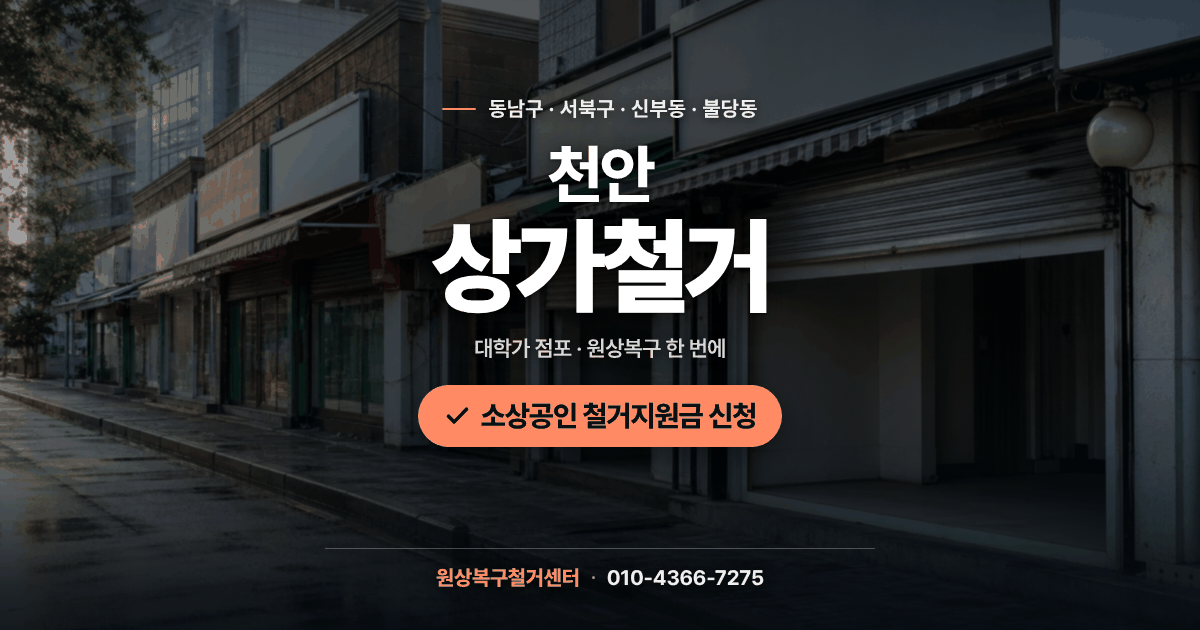 동남구 · 서북구 · 신부동 · 불당동
천안
상가철거
대학가 점포 · 원상복구 한 번에
소상공인 철거지원금 신청
원상복구철거센터 · 010-4366-7275